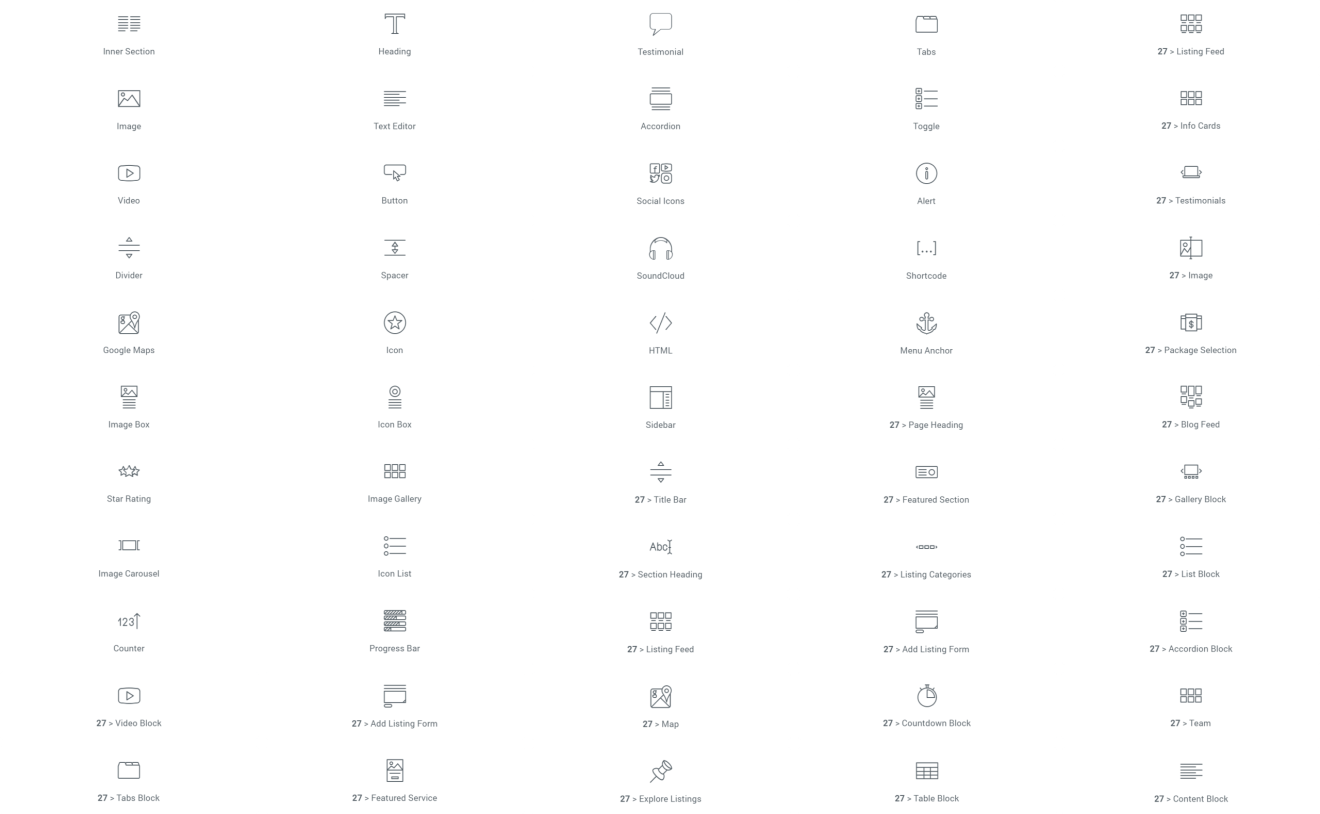 Inner Section
Heading
Testimonial
Tabs
27 > Listing Feed
Image
Text Editor
Accordion
Toggle
27 > Info Cards
Video
Button
Social Icons
Alert
27 > Testimonials
Divider
Spacer
SoundCloud
[...]
Shortcode
27 > Image
Google Maps
Icon
HTML
Menu Anchor
$
27 > Package Selection
Image Box
Icon Box
Sidebar
27 > Page Heading
27 > Blog Feed
Star Rating
Image Gallery
27 > Title Bar
27 > Featured Section
27 > Gallery Block
Image Carousel
Icon List
Abc
27 > Section Heading
27 > Listing Categories
27 > List Block
123
Counter
Progress Bar
27 > Listing Feed
27 > Add Listing Form
27 > Accordion Block
27 > Video Block
27 > Add Listing Form
27 > Map
27 > Countdown Block
27 > Team
27 > Tabs Block
27 > Featured Service
27 > Explore Listings
27 > Table Block
27 > Content Block